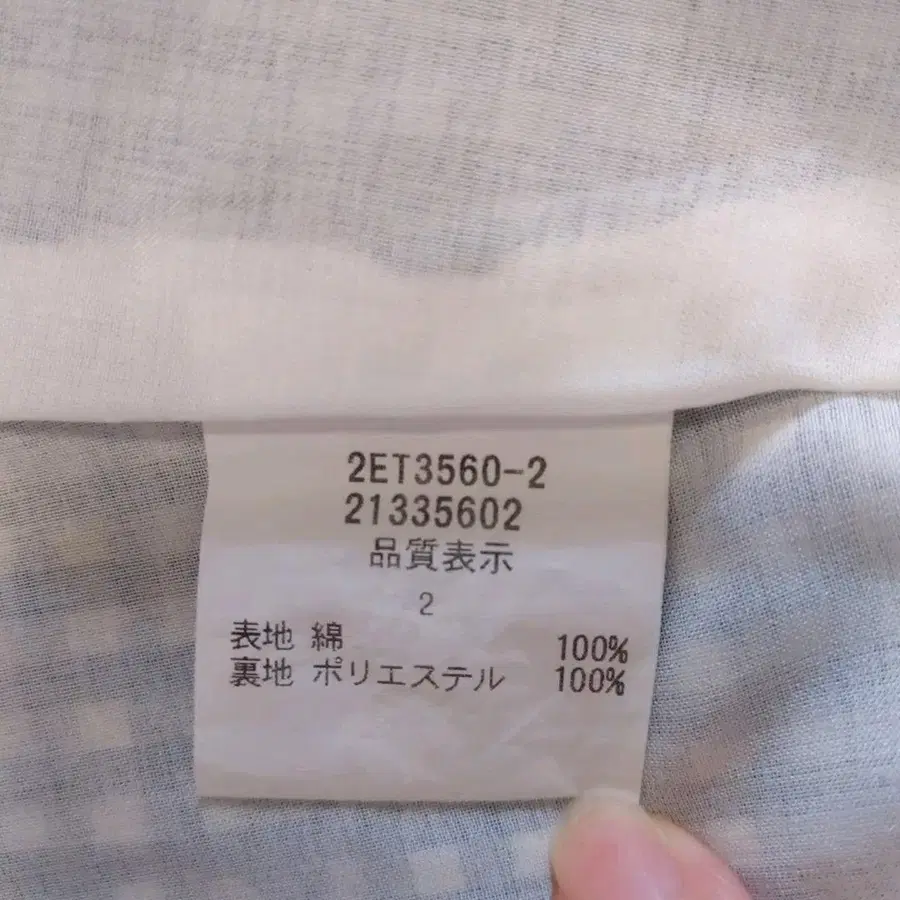 2ET3560-2
21335602
品質表示
2
表地 綿 100%
裏地 ポリエステル 100%